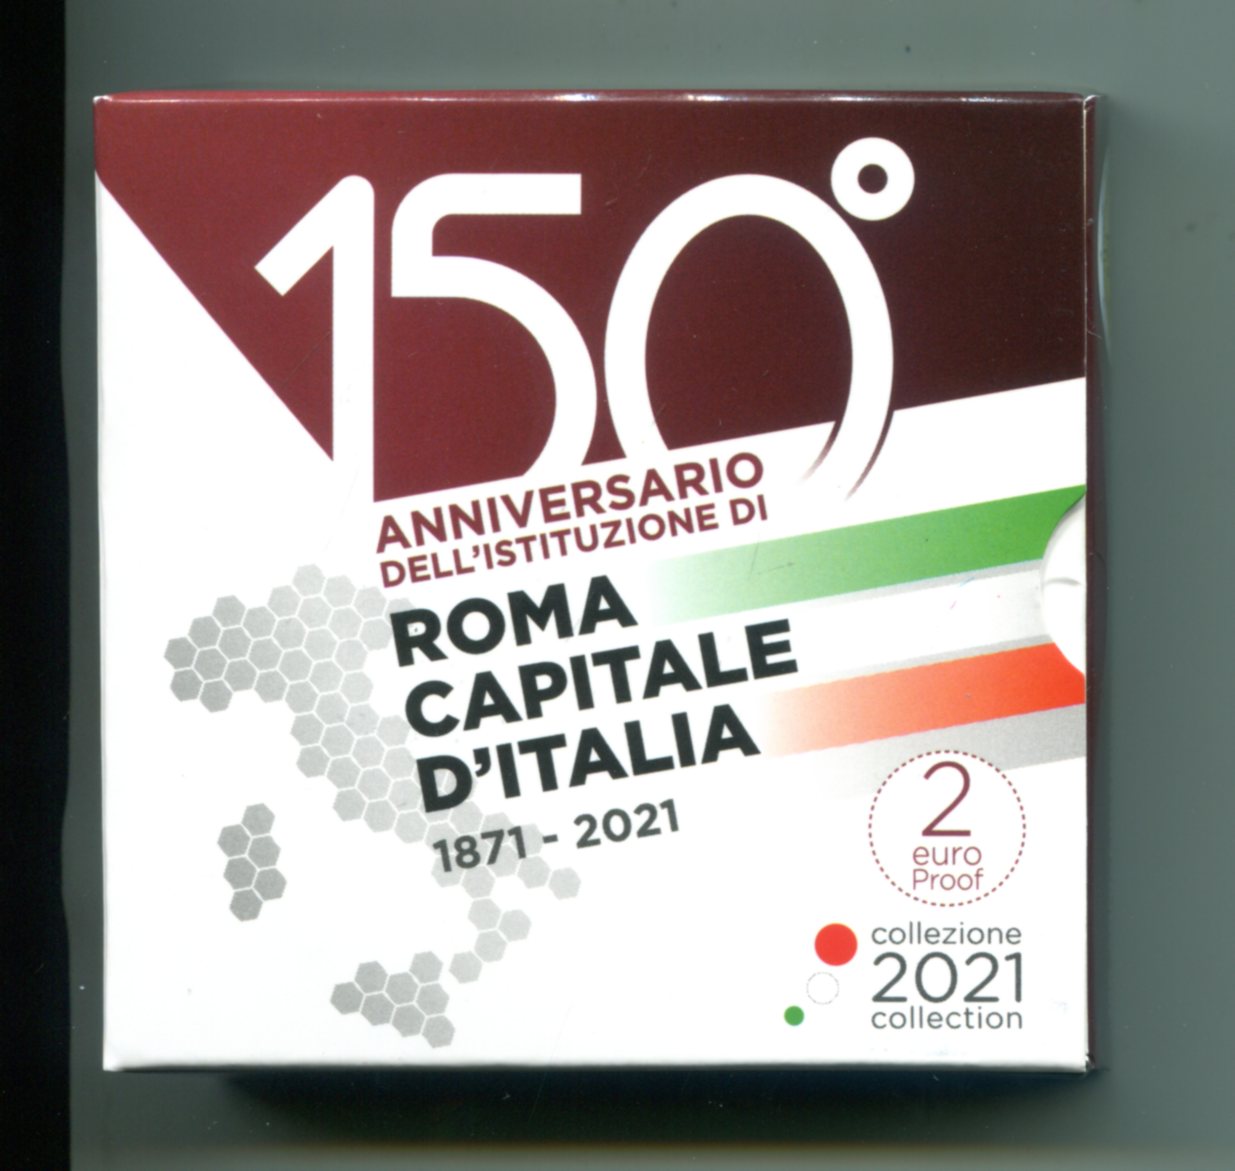 150°
ANNIVERSARIO
DELL'ISTITUZIONE DI
ROMA
CAPITALE
D'ITALIA
1871 - 2021
2
euro
Proof
collezione
2021
collection